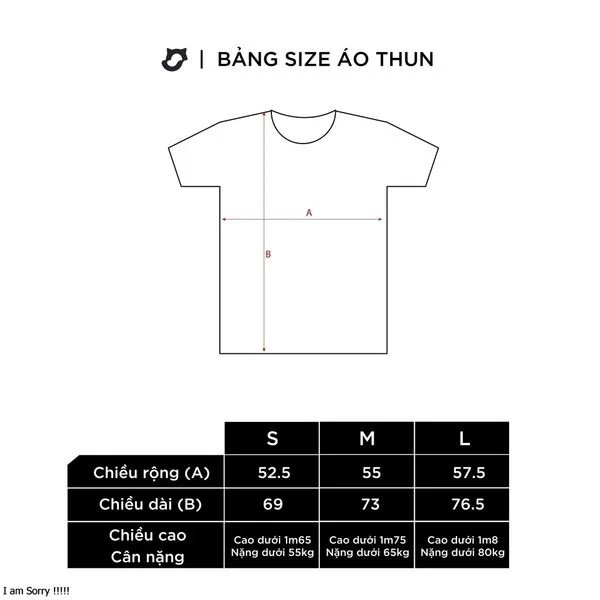 | BẢNG SIZE ÁO THUN
A
B
S M L
Chiều rộng (A) 52.5 55 57.5
Chiều dài (B) 69 73 76.5
Chiều cao Cao dưới 1m65 Cao dưới 1m75 Cao dưới 1m8
Cân nặng Nặng dưới 55kg Nặng dưới 65kg Nặng dưới 80kg
I am Sorry !!!!!